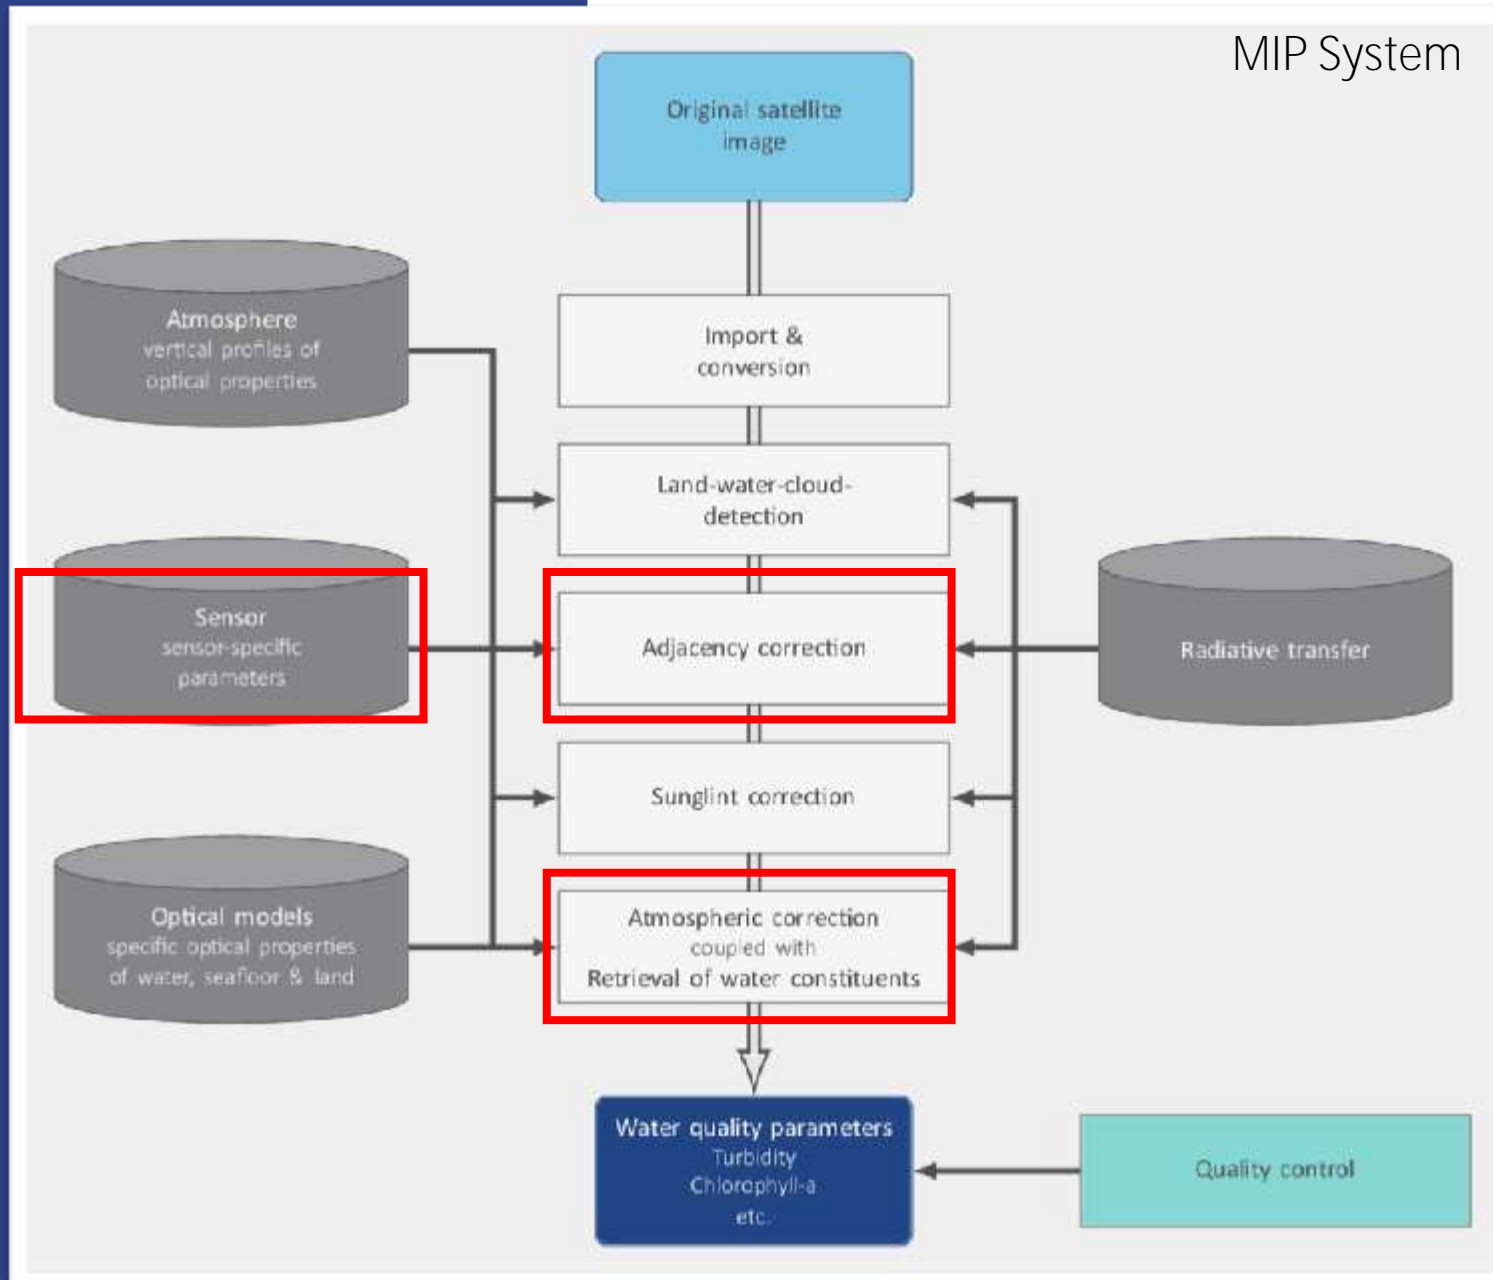 MIP System
Original satellite
image
Atmosphere
vertical profiles of
optical properties
Import &
conversion
Land-water-cloud-
detection
Sensor
sensor-specific
parameters
Adjacency correction
Radiative transfer
Sunglint correction
Optical models
specific optical properties
of water, seafloor & land
Atmospheric correction
coupled with
Retrieval of water constituents
Water quality parameters
Turbidity
Chlorophyll-a
etc.
Quality control